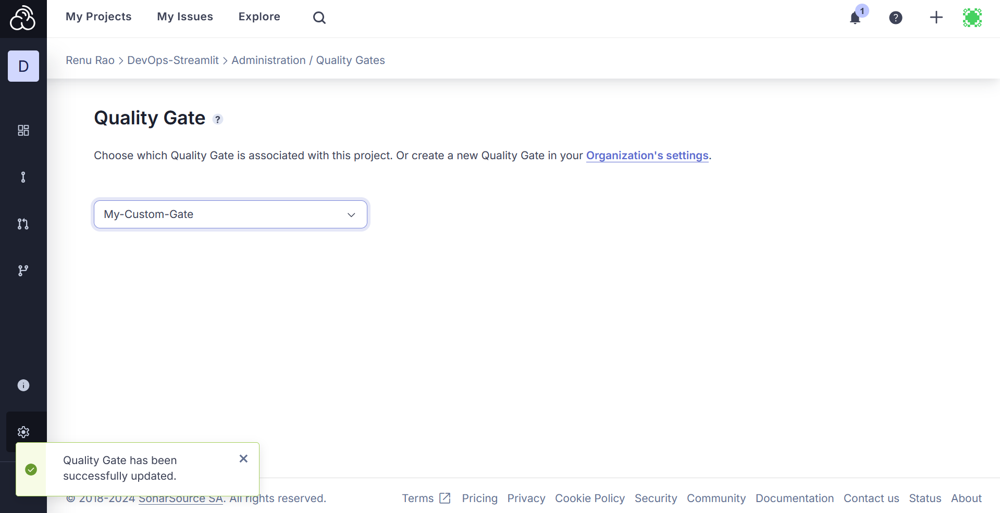 My Projects My Issues Explore
1
?
D
Renu Rao > DevOps-Streamlit > Administration / Quality Gates
Quality Gate ?
Choose which Quality Gate is associated with this project. Or create a new Quality Gate in your Organization's settings.
My-Custom-Gate
Quality Gate has been
successfully updated.
© 2018-2024 SonarSource SA. All rights reserved.
Terms Pricing Privacy Cookie Policy Security Community Documentation Contact us Status About